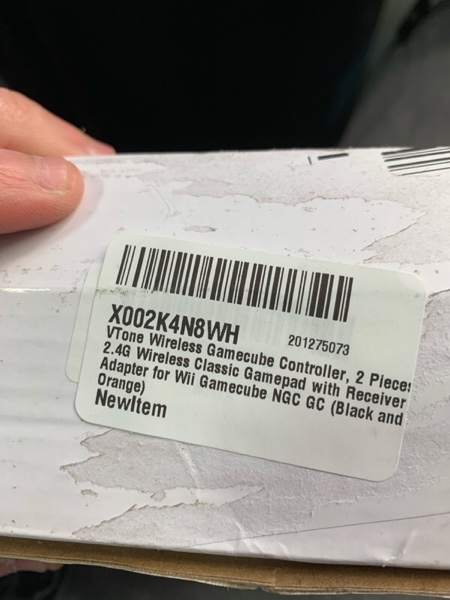 X002K4N8WH
201275073
VTone Wireless Gamecube Controller, 2 Pieces
2.4G Wireless Classic Gamepad with Receiver
Adapter for Wii Gamecube NGC GC (Black and
Orange)
NewItem